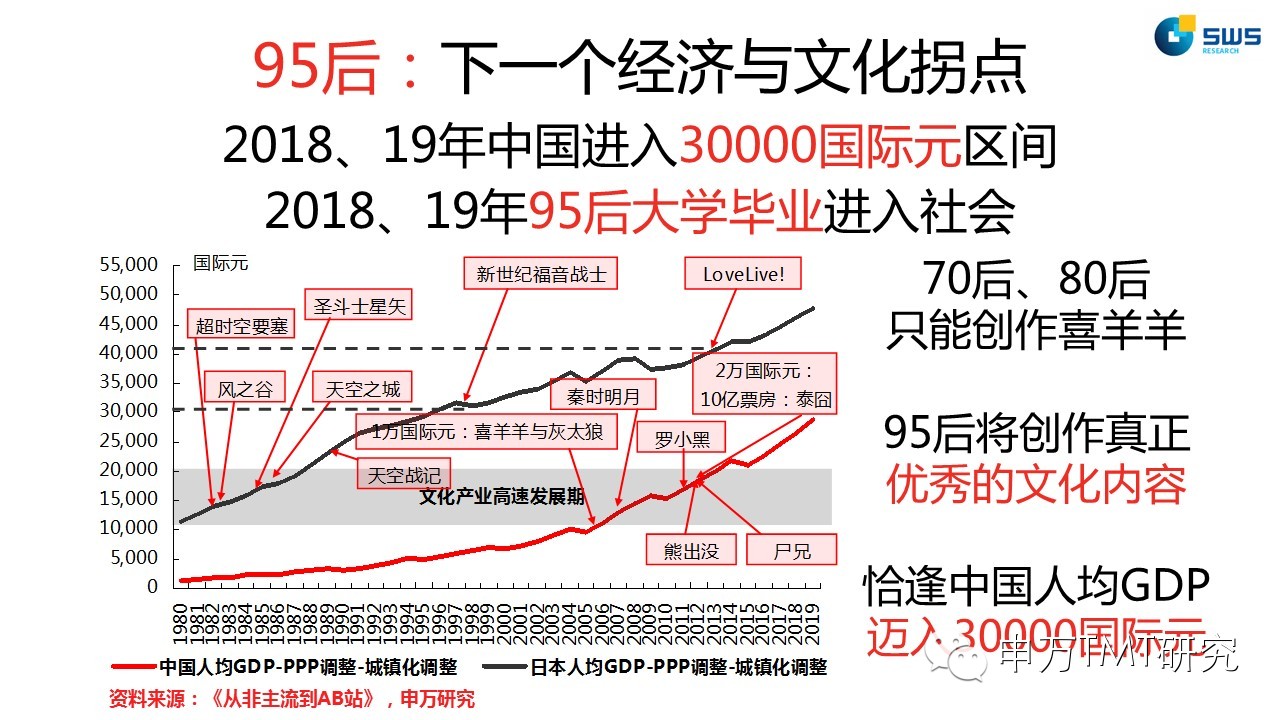 SWS
RESEARCH
95后：下一个经济与文化拐点
2018、19年中国进入30000国际元区间
2018、19年95后大学毕业进入社会
国际元
55,000
50,000
45,000
40,000
35,000
30,000
25,000
20,000
15,000
10,000
5,000
0
超时空要塞
圣斗士星矢
风之谷
天空之城
新世纪福音战士
LoveLive!
秦时明月
2万国际元：
10亿票房：泰囧
1万国际元：喜羊羊与灰太狼
罗小黑
天空战记
文化产业高速发展期
熊出没
尸兄
1980
1981
1982
1983
1984
1985
1986
1987
1988
1989
1990
1991
1992
1993
1994
1995
1996
1997
1998
1999
2000
2001
2002
2003
2004
2005
2006
2007
2008
2009
2010
2011
2012
2013
2014
2015
2016
2017
2018
2019
中国人均GDP-PPP调整-城镇化调整
日本人均GDP-PPP调整-城镇化调整
资料来源：《从非主流到AB站》，申万研究
70后、80后
只能创作喜羊羊
95后将创作真正
优秀的文化内容
恰逢中国人均GDP
迈入30000国际元
申万TMT研究